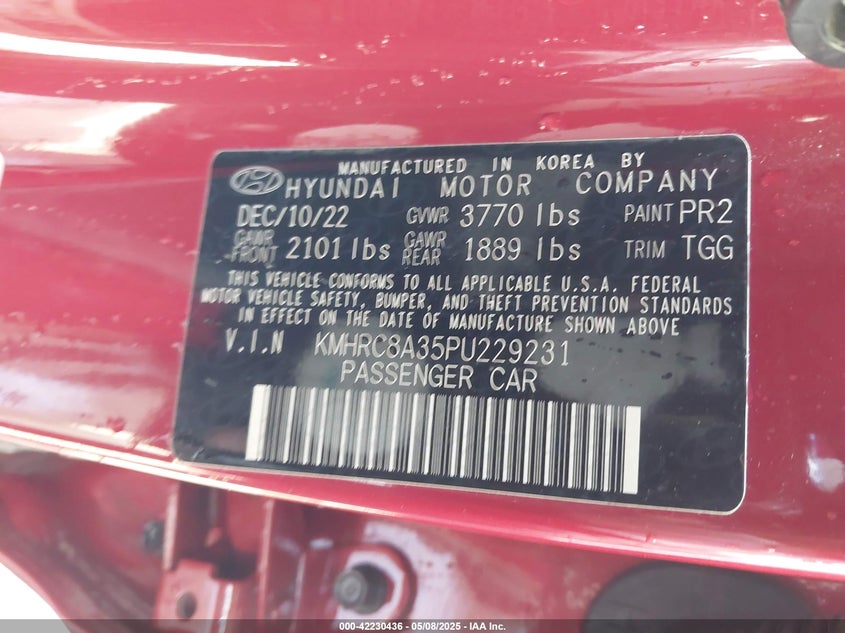 MANUFACTURED IN KOREA BY
HYUNDAI MOTOR COMPANY
DEC/10/22 GVWR 3770 lbs PAINT PR2
GAWR FRONT 2101 lbs GAWR REAR 1889 lbs TRIM TGG
THIS VEHICLE CONFORMS TO ALL APPLICABLE U.S.A. FEDERAL
MOTOR VEHICLE SAFETY, BUMPER, AND THEFT PREVENTION STANDARDS
IN EFFECT ON THE DATE OF MANUFACTURE SHOWN ABOVE
V.I.N KMHRC8A35PU229231
PASSENGER CAR
000-42230436 - 05/08/2025 - IAA Inc.